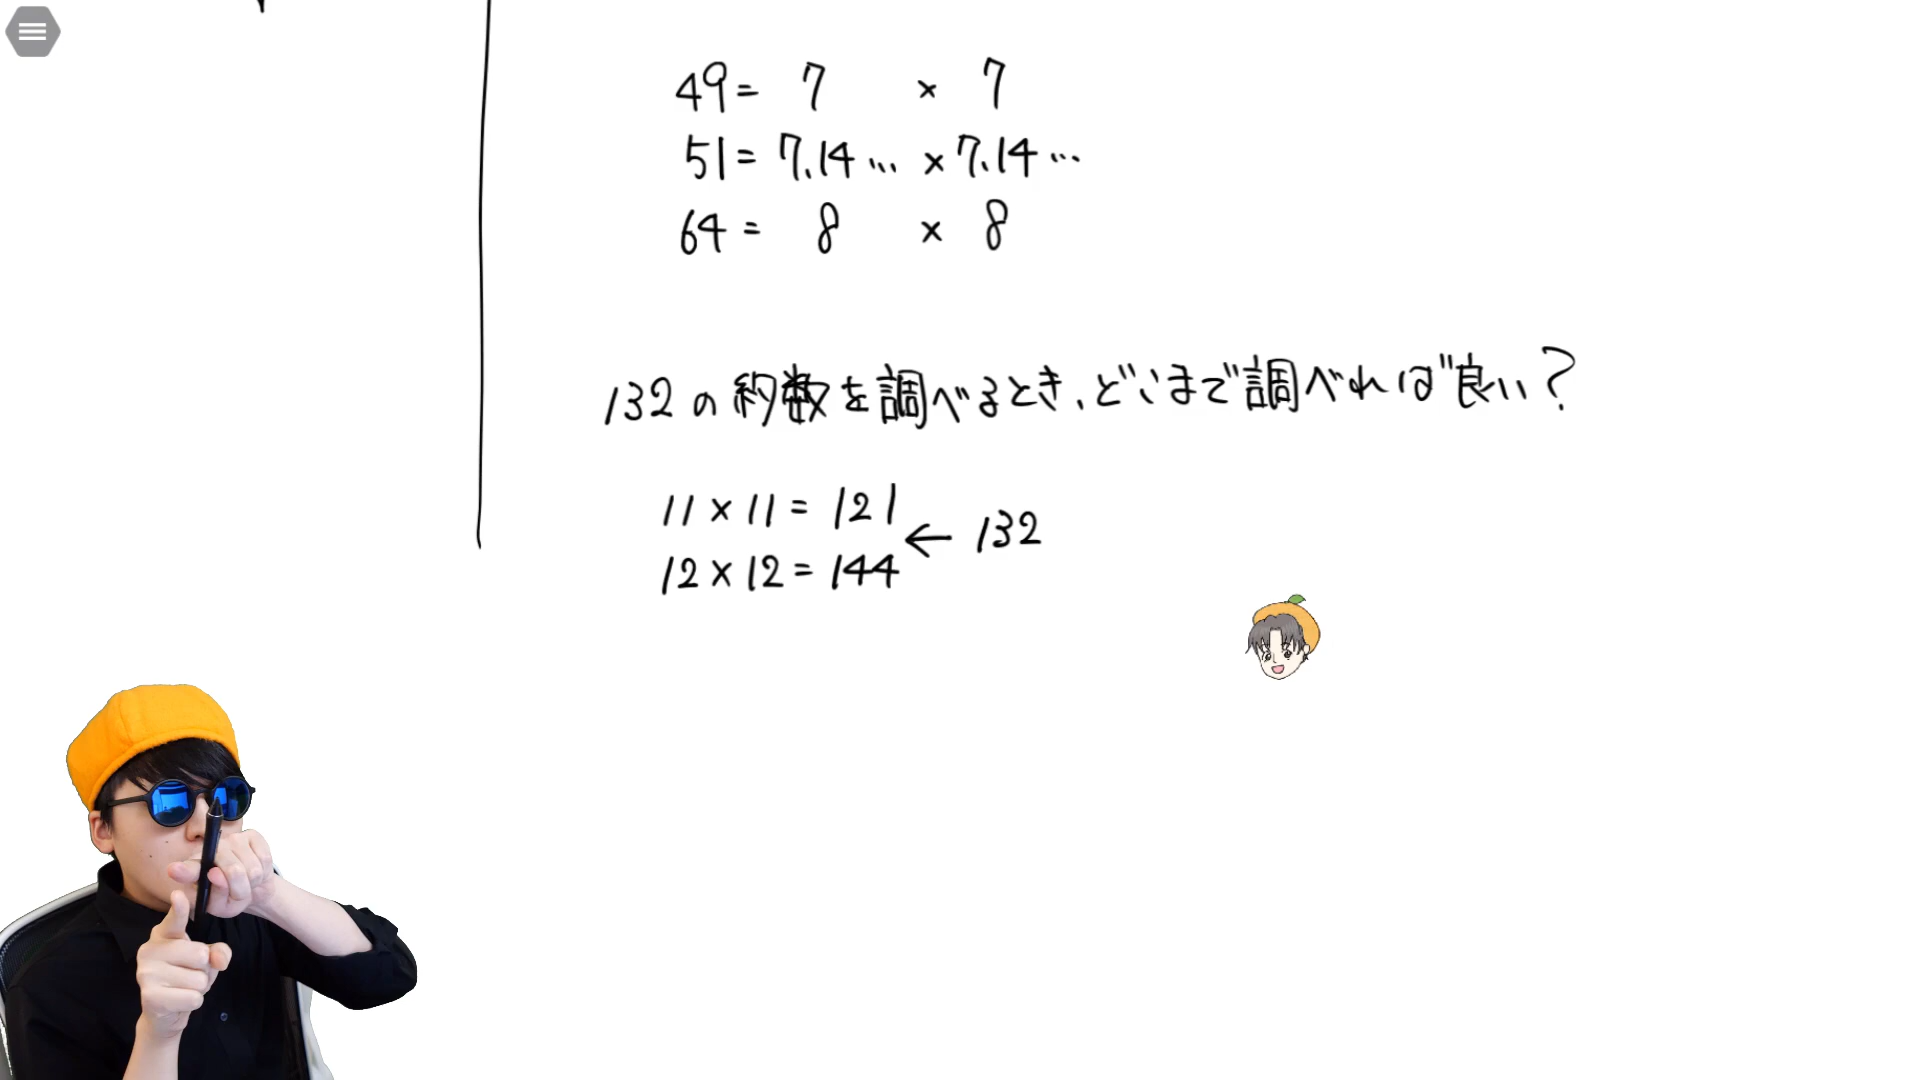 49 = 7 × 7
51 = 7.14… × 7.14…
64 = 8 × 8
132の約数を調べるとき、どこまで調べれば良い?
11 × 11 = 121
← 132
12 × 12 = 144